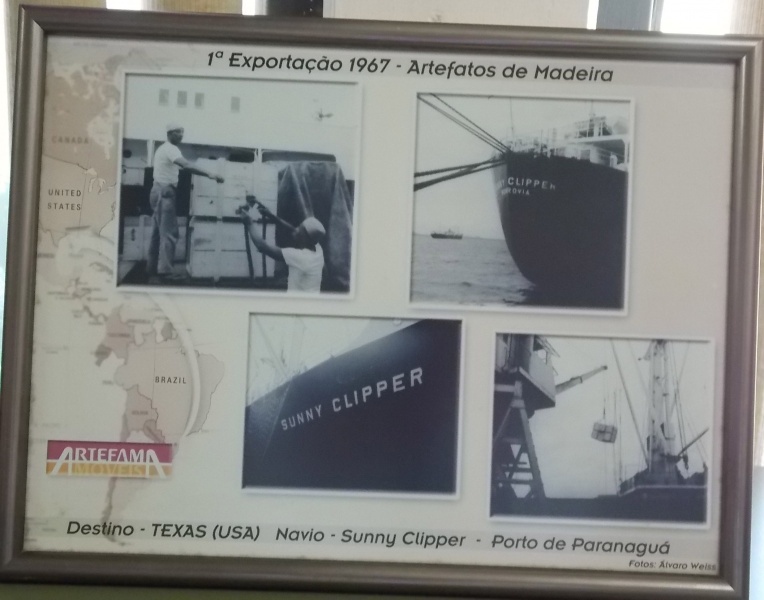 1ª Exportação 1967 - Artefatos de Madeira
CANADA
UNITED
STATES
CLIPPER
SUNNY CLIPPER
BRAZIL
ARTEFAMA
MÓVEIS
Destino - TEXAS (USA) Navio - Sunny Clipper - Porto de Paranaguá
Fotos: Álvaro Weiss